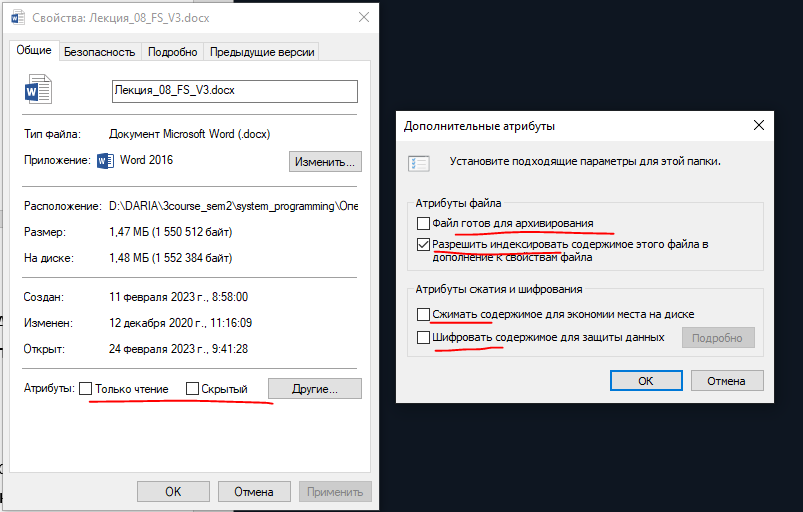 Свойства: Лекция_08_FS_V3.docx
Общие Безопасность Подробно Предыдущие версии
Лекция_08_FS_V3.docx
Тип файла: Документ Microsoft Word (.docx)
Приложение: Word 2016 Изменить...
Расположение: D:\DARIA\3course_sem2\system_programming\Опе
Размер: 1,47 МБ (1 550 512 байт)
На диске: 1,48 МБ (1 552 384 байт)
Создан: 11 февраля 2023 г., 8:58:00
Изменен: 12 декабря 2020 г., 11:16:09
Открыт: 24 февраля 2023 г., 9:41:28
Атрибуты: Только чтение Скрытый Другие...
ОК Отмена Применить
Дополнительные атрибуты
Установите подходящие параметры для этой папки.
Атрибуты файла
Файл готов для архивирования
Разрешить индексировать содержимое этого файла в
дополнение к свойствам файла
Атрибуты сжатия и шифрования
Сжимать содержимое для экономии места на диске
Шифровать содержимое для защиты данных Подробно
ОК Отмена